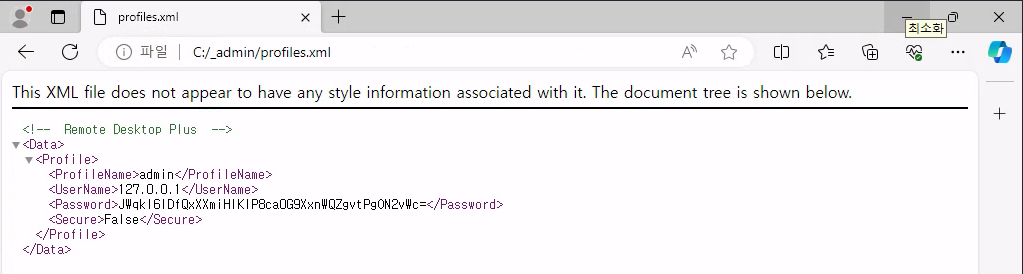 profiles.xml
최소화
파일 C:/_admin/profiles.xml
This XML file does not appear to have any style information associated with it. The document tree is shown below.
<!-- Remote Desktop Plus -->
<Data>
<Profile>
<ProfileName>admin</ProfileName>
<UserName>127.0.0.1</UserName>
<Password></Password>
<Secure>False</Secure>
</Profile>
</Data>